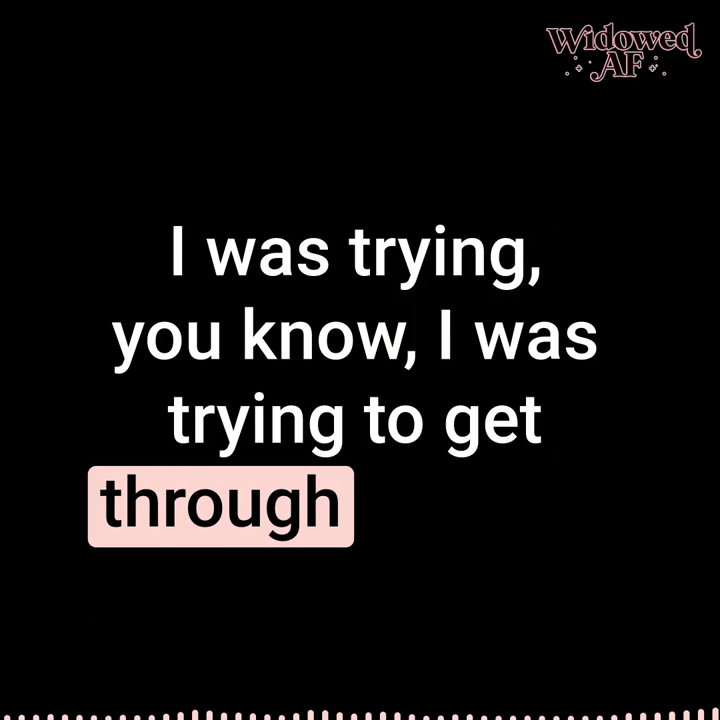 Widowed
AF
I was trying,
you know, I was
trying to get
through